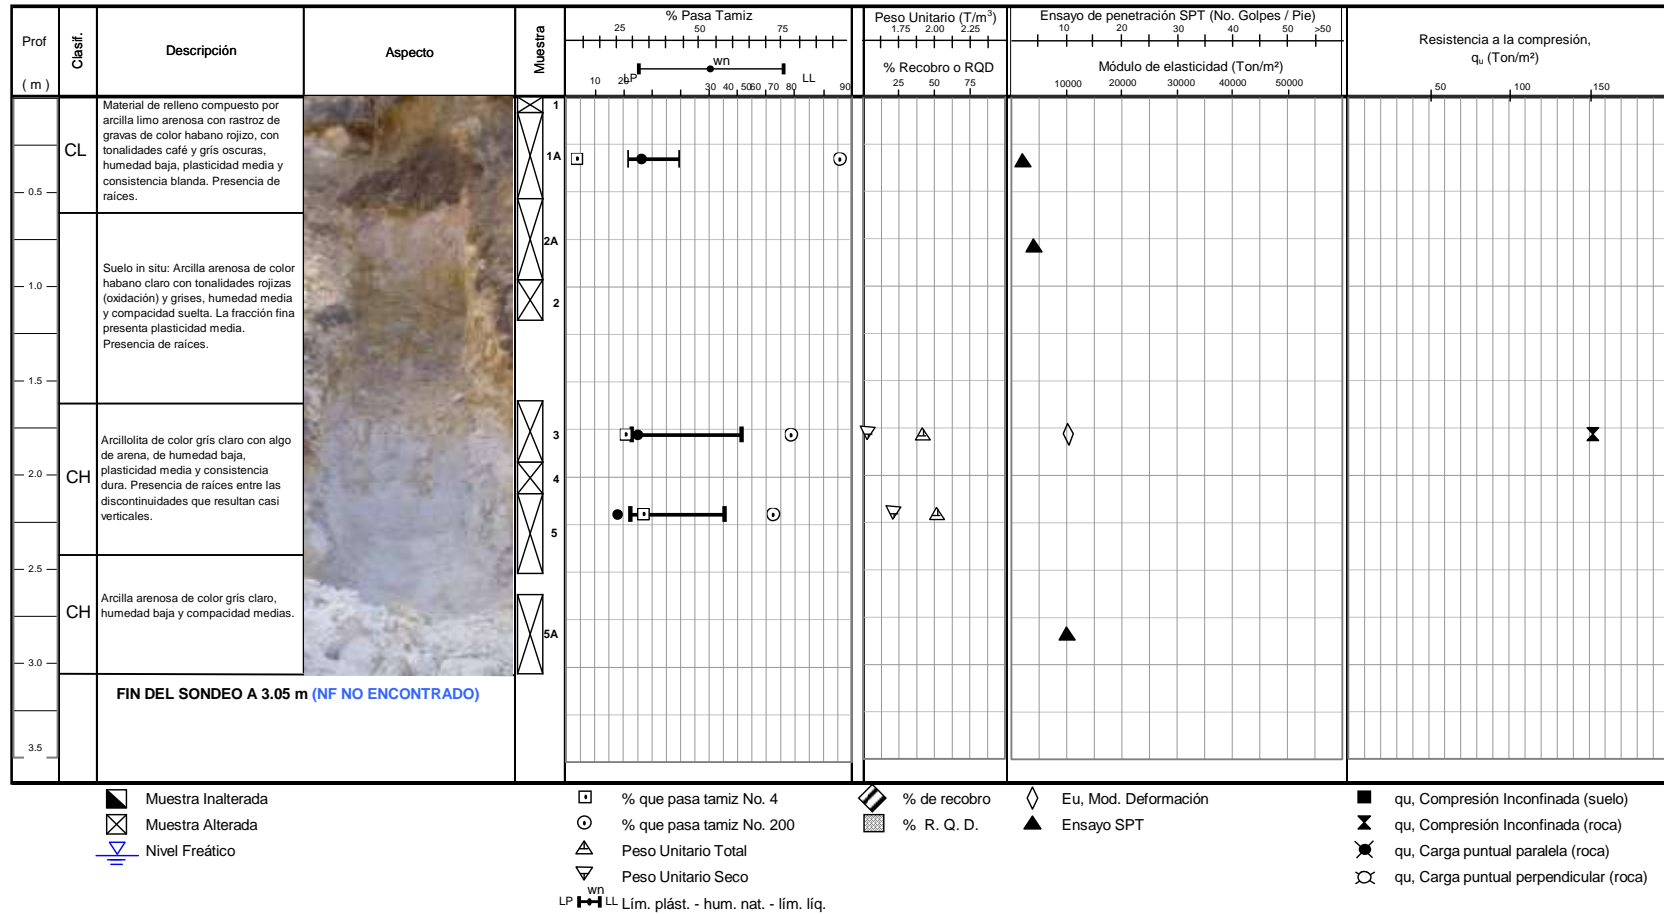 Prof
( m )
Clasif.
Descripción
Aspecto
Muestra
% Pasa Tamiz
25 50 75
wn
LP LL
10 20 30 40 50 60 70 80 90
Peso Unitario (T/m³)
1.75 2.00 2.25
% Recobro o RQD
25 50 75
Ensayo de penetración SPT (No. Golpes / Pie)
10 20 30 40 50 >50
Módulo de elasticidad (Ton/m²)
10000 20000 30000 40000 50000
Resistencia a la compresión,
qᵤ (Ton/m²)
50 100 150
0.5
1.0
1.5
2.0
2.5
3.0
3.5
CL
Material de relleno compuesto por
arcilla limo arenosa con rastroz de
gravas de color habano rojizo, con
tonalidades café y gris oscuras,
humedad baja, plasticidad media y
consistencia blanda. Presencia de
raíces.
Suelo in situ: Arcilla arenosa de color
habano claro con tonalidades rojizas
(oxidación) y grises, humedad media
y compacidad suelta. La fracción fina
presenta plasticidad media.
Presencia de raíces.
CH
Arcillolita de color grís claro con algo
de arena, de humedad baja,
plasticidad media y consistencia
dura. Presencia de raíces entre las
discontinuidades que resultan casi
verticales.
CH
Arcilla arenosa de color grís claro,
humedad baja y compacidad medias.
1
1A
2A
2
3
4
5
5A
FIN DEL SONDEO A 3.05 m (NF NO ENCONTRADO)
Muestra Inalterada
Muestra Alterada
Nivel Freático
% que pasa tamiz No. 4
% que pasa tamiz No. 200
Peso Unitario Total
Peso Unitario Seco
wn
LP LL Lím. plást. - hum. nat. - lím. líq.
% de recobro
% R. Q. D.
Eu, Mod. Deformación
Ensayo SPT
qu, Compresión Inconfinada (suelo)
qu, Compresión Inconfinada (roca)
qu, Carga puntual paralela (roca)
qu, Carga puntual perpendicular (roca)